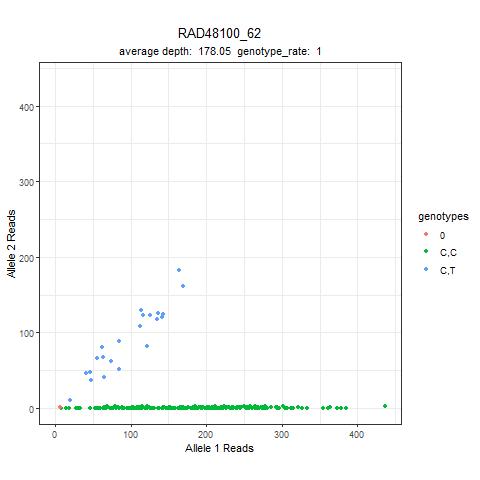 RAD48100_62
average depth: 178.05 genotype_rate: 1
Allele 2 Reads
400
300
200
100
0
0 100 200 300 400
Allele 1 Reads
genotypes
0
C,C
C,T